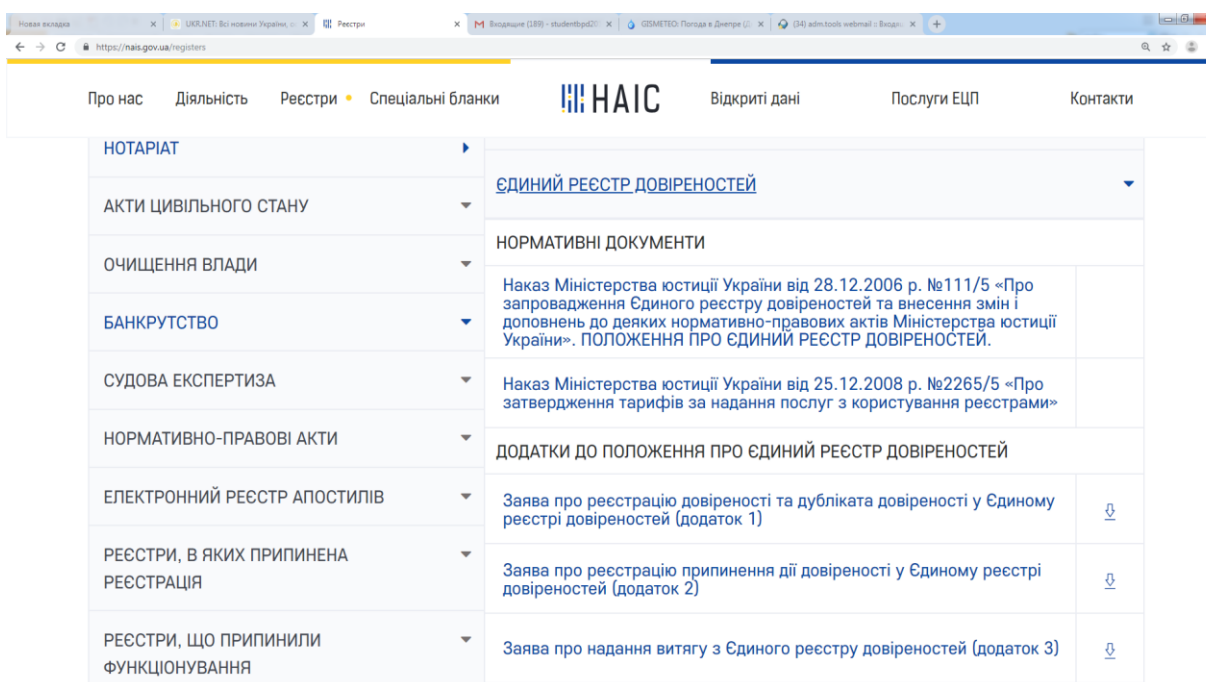 Новая вкладка
UKR.NET: Всі новини України, о
Реєстри
Входящие (189) - studentbpd20
GISMETEO: Погода в Днепре (Д
(34) adm.tools webmail :: Входящ
https://nais.gov.ua/registers
Про нас
Діяльність
Реєстри
Спеціальні бланки
НАІС
Відкриті дані
Послуги ЕЦП
Контакти
НОТАРІАТ
АКТИ ЦИВІЛЬНОГО СТАНУ
ОЧИЩЕННЯ ВЛАДИ
БАНКРУТСТВО
СУДОВА ЕКСПЕРТИЗА
НОРМАТИВНО-ПРАВОВІ АКТИ
ЕЛЕКТРОННИЙ РЕЄСТР АПОСТИЛІВ
РЕЄСТРИ, В ЯКИХ ПРИПИНЕНА
РЕЄСТРАЦІЯ
РЕЄСТРИ, ЩО ПРИПИНИЛИ
ФУНКЦІОНУВАННЯ
ЄДИНИЙ РЕЄСТР ДОВІРЕНОСТЕЙ
НОРМАТИВНІ ДОКУМЕНТИ
Наказ Міністерства юстиції України від 28.12.2006 р. №111/5 «Про
запровадження Єдиного реєстру довіреностей та внесення змін і
доповнень до деяких нормативно-правових актів Міністерства юстиції
України». ПОЛОЖЕННЯ ПРО ЄДИНИЙ РЕЄСТР ДОВІРЕНОСТЕЙ.
Наказ Міністерства юстиції України від 25.12.2008 р. №2265/5 «Про
затвердження тарифів за надання послуг з користування реєстрами»
ДОДАТКИ ДО ПОЛОЖЕННЯ ПРО ЄДИНИЙ РЕЄСТР ДОВІРЕНОСТЕЙ
Заява про реєстрацію довіреності та дубліката довіреності у Єдиному
реєстрі довіреностей (додаток 1)
Заява про реєстрацію припинення дії довіреності у Єдиному реєстрі
довіреностей (додаток 2)
Заява про надання витягу з Єдиного реєстру довіреностей (додаток 3)